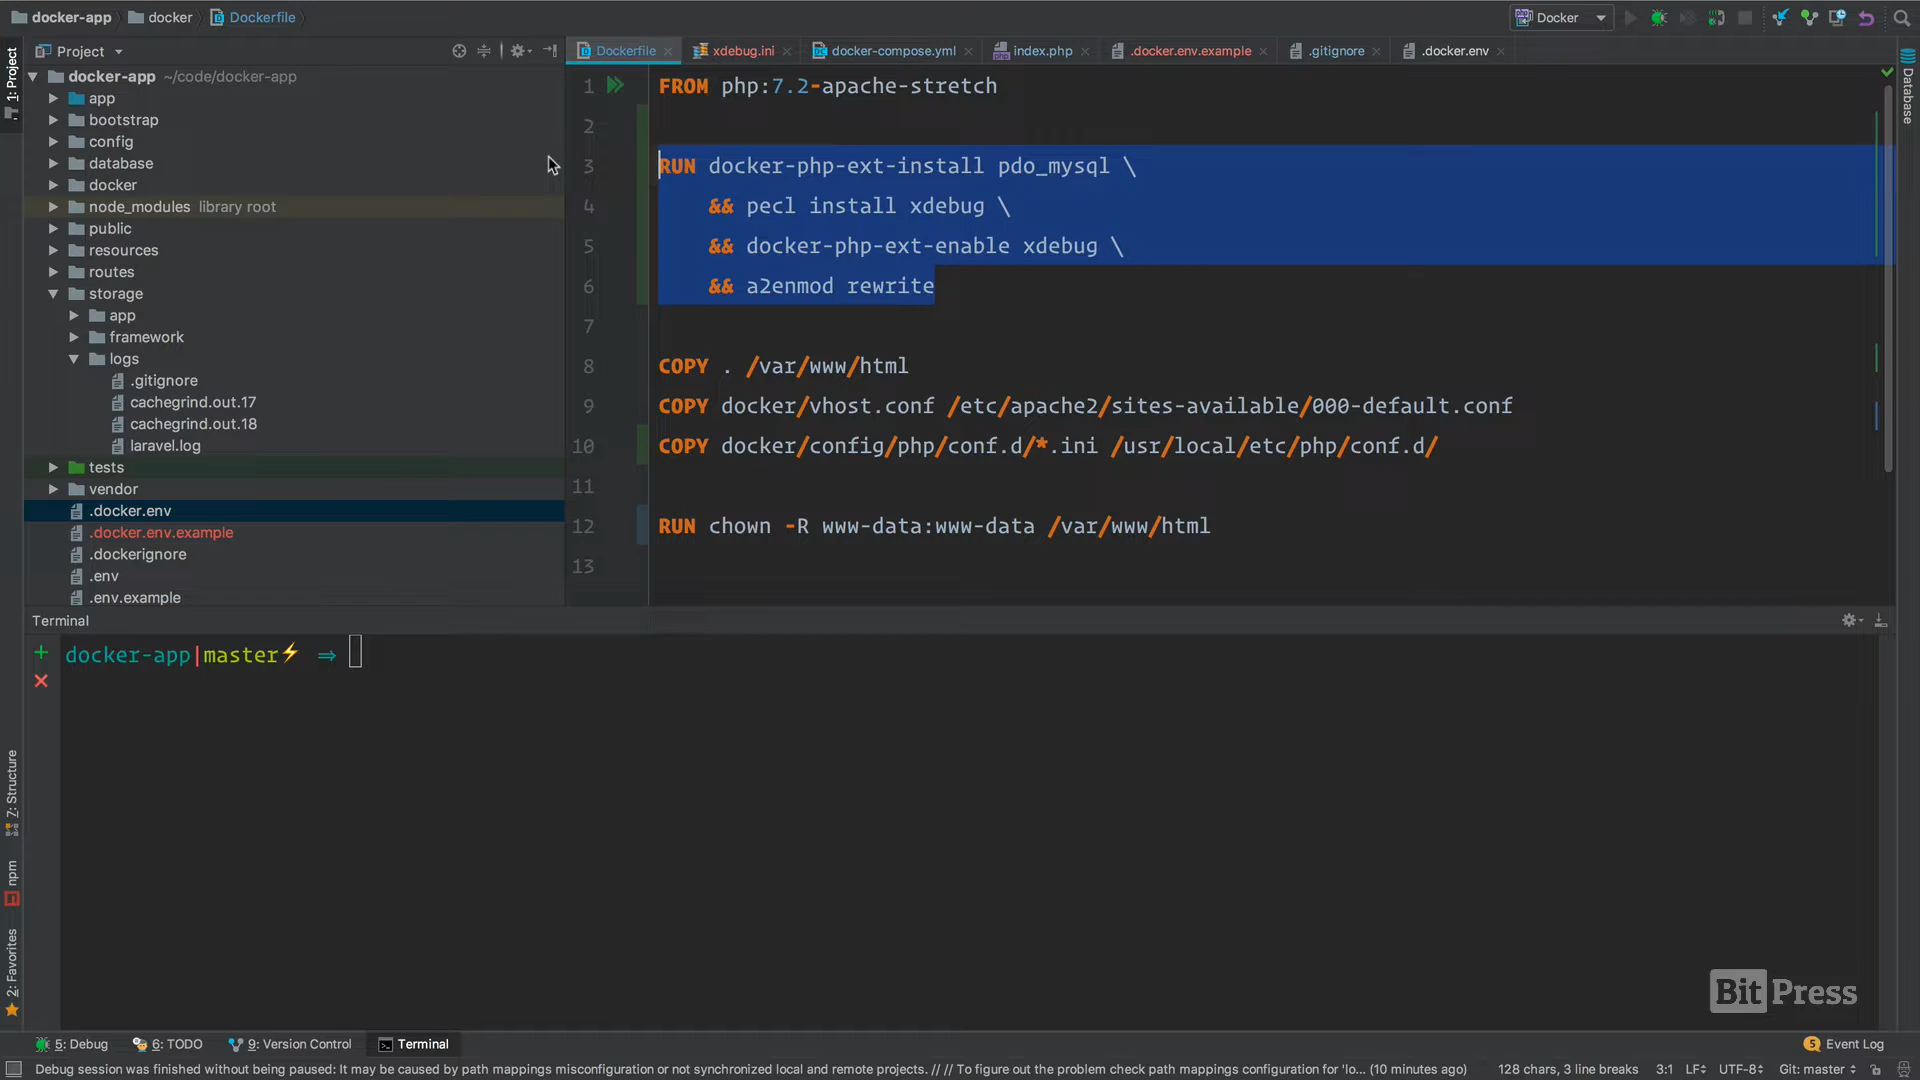 docker-app docker Dockerfile Docker
1: Project
Project
Dockerfile xdebug.ini docker-compose.yml index.php .docker.env.example .gitignore .docker.env
Database
docker-app ~/code/docker-app
app
bootstrap
config
database
docker
node_modules library root
public
resources
routes
storage
app
framework
logs
.gitignore
cachegrind.out.17
cachegrind.out.18
laravel.log
tests
vendor
.docker.env
.docker.env.example
.dockerignore
.env
.env.example
1 FROM php:7.2-apache-stretch
2
3 RUN docker-php-ext-install pdo_mysql \
4 && pecl install xdebug \
5 && docker-php-ext-enable xdebug \
6 && a2enmod rewrite
7
8 COPY . /var/www/html
9 COPY docker/vhost.conf /etc/apache2/sites-available/000-default.conf
10 COPY docker/config/php/conf.d/*.ini /usr/local/etc/php/conf.d/
11
12 RUN chown -R www-data:www-data /var/www/html
13
Terminal
docker-app|master⚡ ⇒
Z: Structure
npm
2: Favorites
Bit Press
5: Debug 6: TODO 9: Version Control Terminal 5 Event Log
Debug session was finished without being paused: It may be caused by path mappings misconfiguration or not synchronized local and remote projects. // // To figure out the problem check path mappings configuration for 'lo... (10 minutes ago) 128 chars, 3 line breaks 3:1 LF UTF-8 Git: master